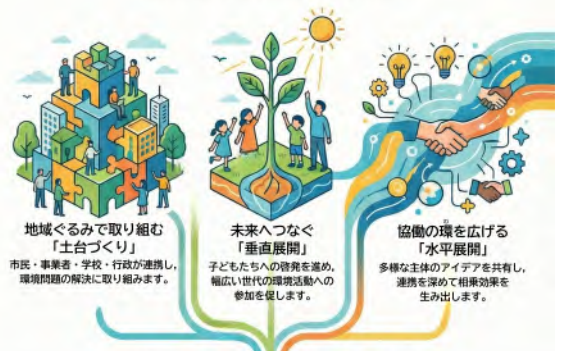 地域ぐるみで取り組む
「土台づくり」
市民・事業者・学校・行政が連携し,
環境問題の解決に取り組みます。
未来へつなぐ
「垂直展開」
子どもたちへの啓発を進め,
幅広い世代の環境活動への
参加を促します。
協働の環を広げる
「水平展開」
多様な主体のアイデアを共有し,
連携を深めて相乗効果を
生み出します。